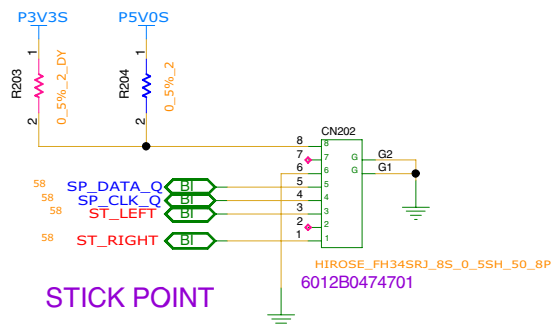 P3V3S P5V0S
1 1
R203 0_5%_2_DY R204 0_5%_2
2 2
CN202
8 8
7 7
6 6
G G2
G G1
58 SP_DATA_Q BI 5 5
58 SP_CLK_Q BI 4 4
58 ST_LEFT BI 3 3
2 2
58 ST_RIGHT BI 1 1
HIROSE_FH34SRJ_8S_0_5SH_50_8P
6012B0474701
STICK POINT